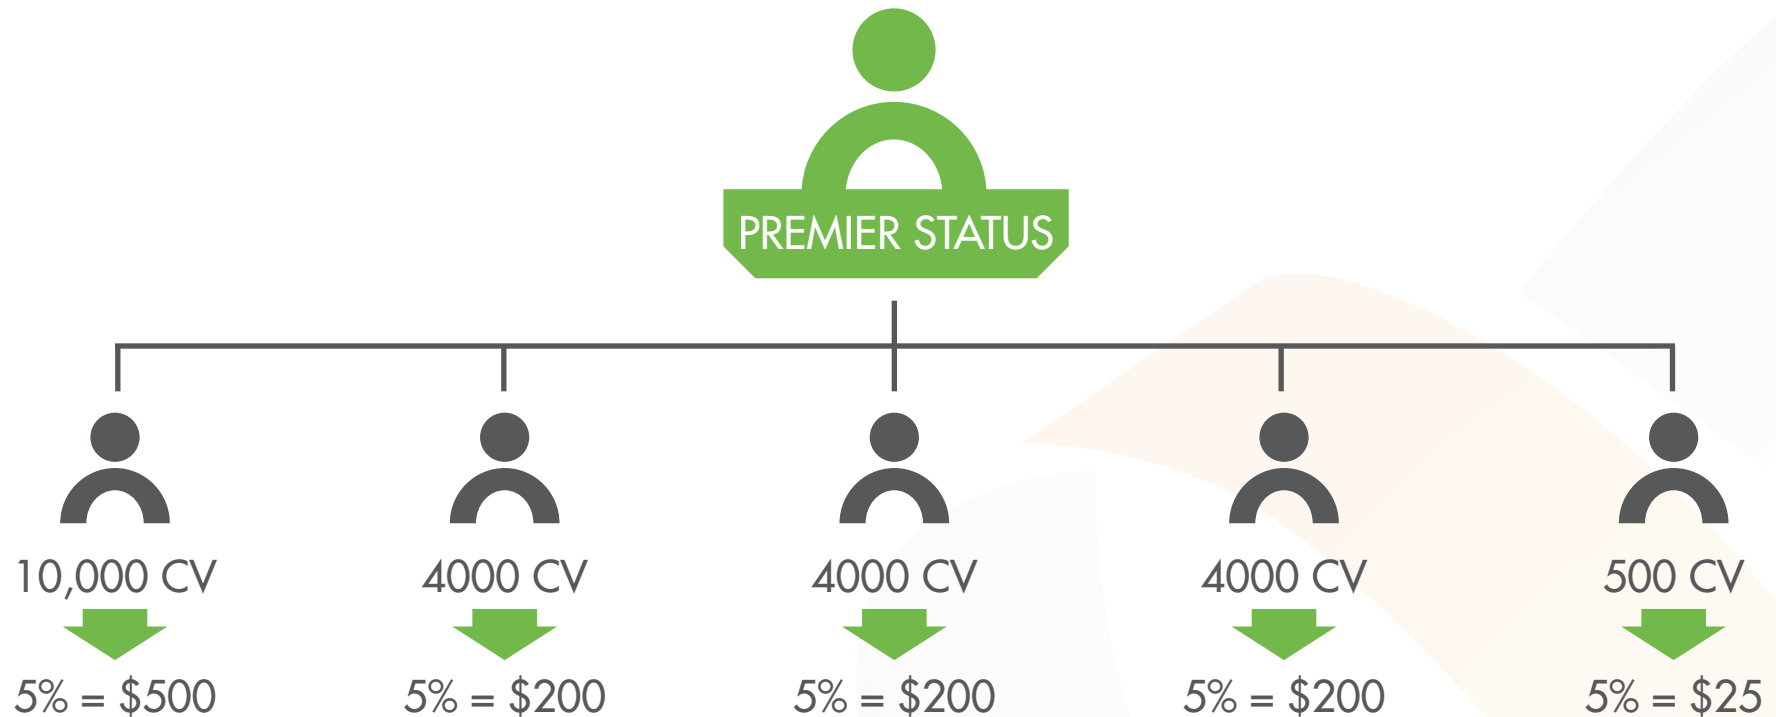 PREMIER STATUS
10,000 CV
4000 CV
4000 CV
4000 CV
500 CV
5% = $500
5% = $200
5% = $200
5% = $200
5% = $25